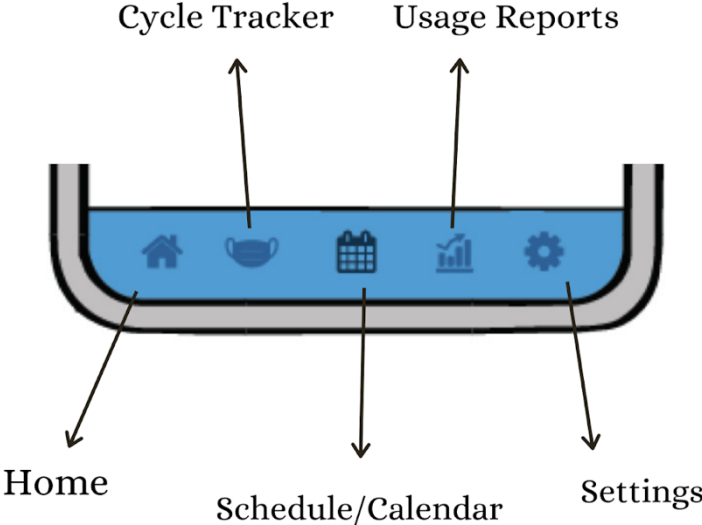 Cycle Tracker
Usage Reports
Home
Schedule/Calendar
Settings